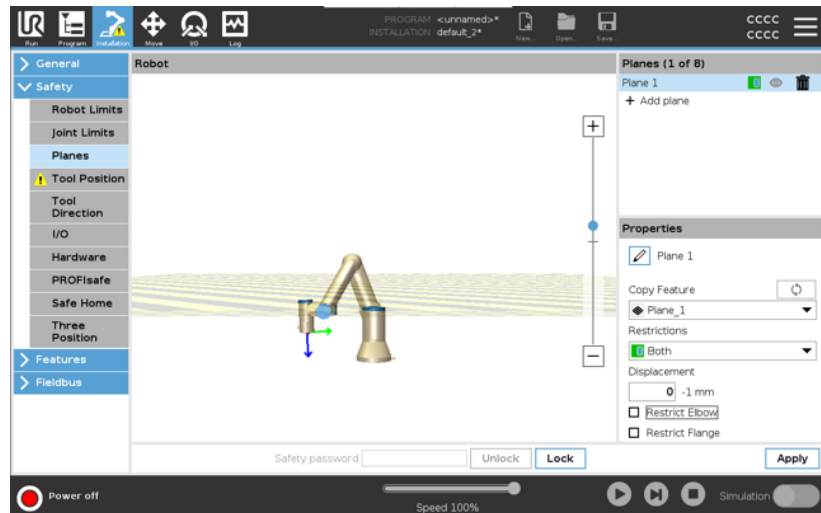 UR
PROGRAM <unnamed>*
INSTALLATION default_2*
cccc
cccc
Run Program Installation Move I/O Log New... Open... Save...
General
Safety
Robot Limits
Joint Limits
Planes
Tool Position
Tool
Direction
I/O
Hardware
PROFIsafe
Safe Home
Three
Position
Features
Fieldbus
Robot
Planes (1 of 8)
Plane 1
+ Add plane
Properties
Plane 1
Copy Feature
Plane_1
Restrictions
Both
Displacement
0 -1 mm
Restrict Elbow
Restrict Flange
Safety password Unlock Lock Apply
Power off
Speed 100%
Simulation